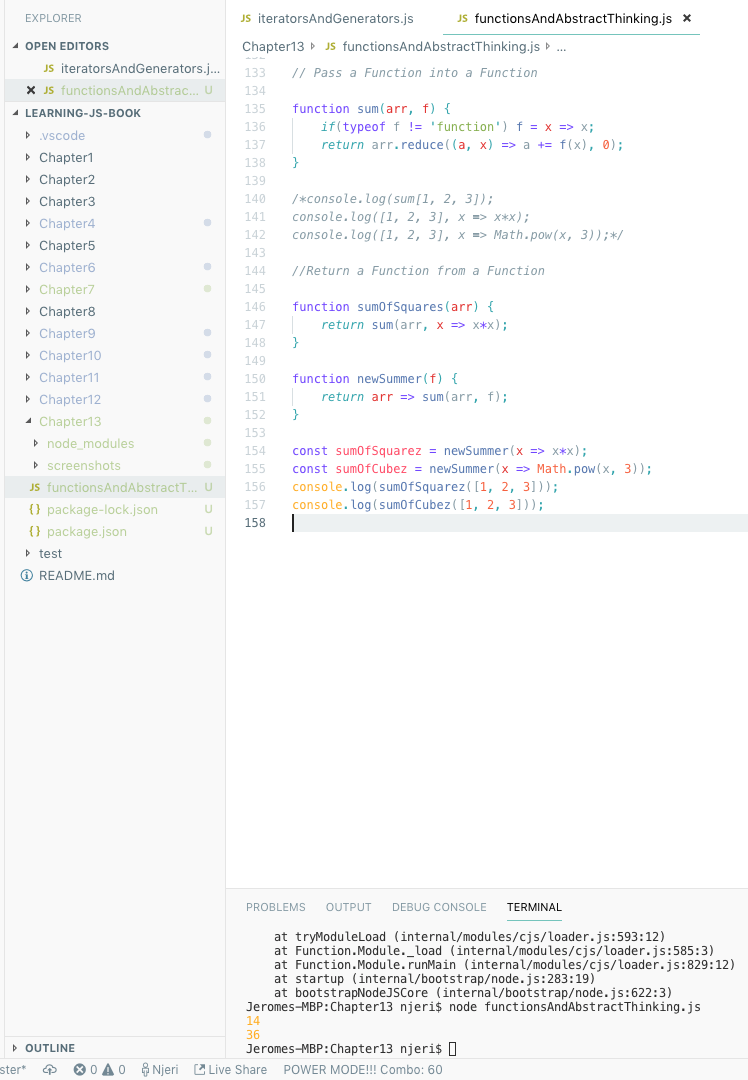 EXPLORER
OPEN EDITORS
JS iteratorsAndGenerators.j...
JS functionsAndAbstrac... U
LEARNING-JS-BOOK
.vscode
Chapter1
Chapter2
Chapter3
Chapter4
Chapter5
Chapter6
Chapter7
Chapter8
Chapter9
Chapter10
Chapter11
Chapter12
Chapter13
node_modules
screenshots
JS functionsAndAbstractT... U
{} package-lock.json U
{} package.json U
test
README.md
OUTLINE
JS iteratorsAndGenerators.js
JS functionsAndAbstractThinking.js
Chapter13 JS functionsAndAbstractThinking.js ...
132
133 // Pass a Function into a Function
134
135 function sum(arr, f) {
136 if(typeof f != 'function') f = x => x;
137 return arr.reduce((a, x) => a += f(x), 0);
138 }
139
140 /*console.log(sum[1, 2, 3]);
141 console.log([1, 2, 3], x => x*x);
142 console.log([1, 2, 3], x => Math.pow(x, 3));*/
143
144 //Return a Function from a Function
145
146 function sumOfSquares(arr) {
147 return sum(arr, x => x*x);
148 }
149
150 function newSummer(f) {
151 return arr => sum(arr, f);
152 }
153
154 const sumOfSquarez = newSummer(x => x*x);
155 const sumOfCubez = newSummer(x => Math.pow(x, 3));
156 console.log(sumOfSquarez([1, 2, 3]));
157 console.log(sumOfCubez([1, 2, 3]));
158
PROBLEMS OUTPUT DEBUG CONSOLE TERMINAL
at tryModuleLoad (internal/modules/cjs/loader.js:593:12)
at Function.Module._load (internal/modules/cjs/loader.js:585:3)
at Function.Module.runMain (internal/modules/cjs/loader.js:829:12)
at startup (internal/bootstrap/node.js:283:19)
at bootstrapNodeJSCore (internal/bootstrap/node.js:622:3)
Jeromes-MBP:Chapter13 njeri$ node functionsAndAbstractThinking.js
14
36
Jeromes-MBP:Chapter13 njeri$
ster* 0 0 Njeri Live Share POWER MODE!!! Combo: 60